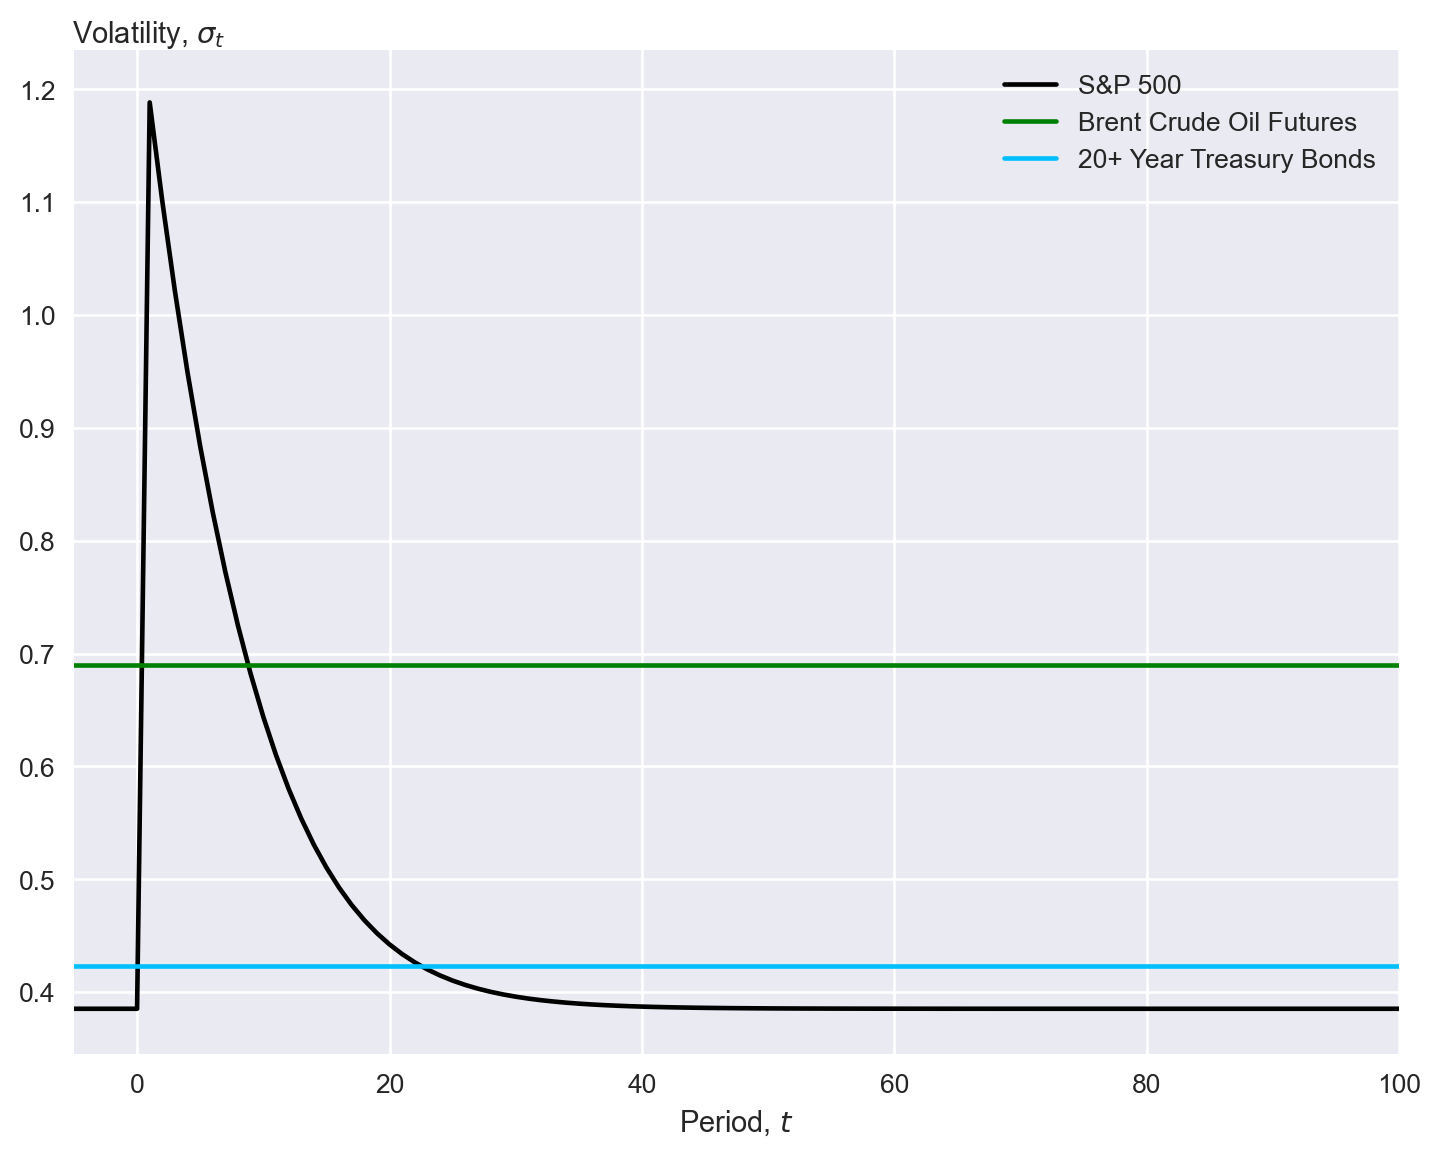 Volatility, σt
1.2
1.1
1.0
0.9
0.8
0.7
0.6
0.5
0.4
S&P 500
Brent Crude Oil Futures
20+ Year Treasury Bonds
0 20 40 60 80 100
Period, t